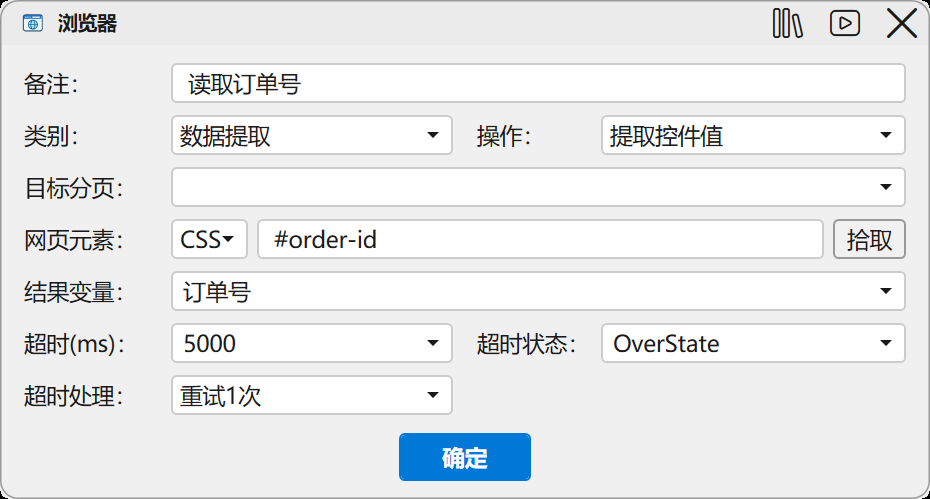 浏览器
备注：
读取订单号
类别：
数据提取
操作：
提取控件值
目标分页：
网页元素：
CSS
#order-id
拾取
结果变量：
订单号
超时(ms)：
5000
超时状态：
OverState
超时处理：
重试1次
确定